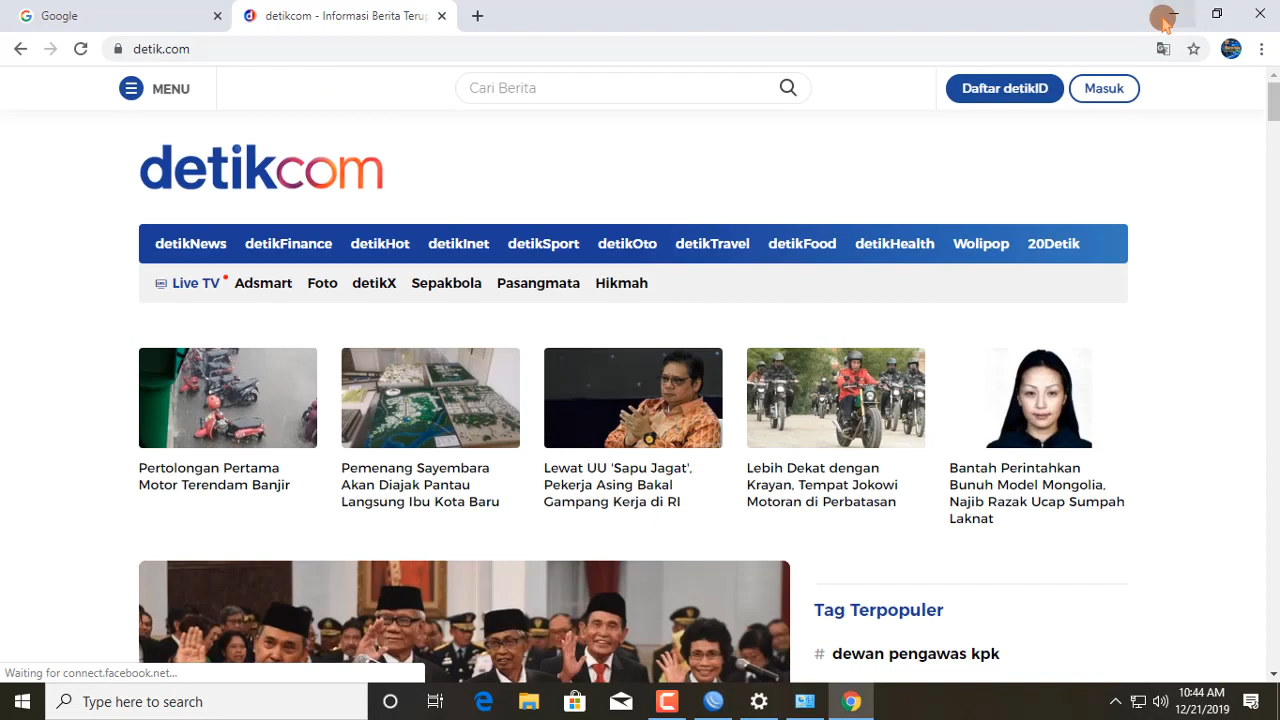 Google
detikcom - Informasi Berita Teru
detik.com
MENU
Cari Berita
Daftar detikID
Masuk
detikcom
detikNews detikFinance detikHot detikInet detikSport detikOto detikTravel detikFood detikHealth Wolipop 20Detik
Live TV Adsmart Foto detikX Sepakbola Pasangmata Hikmah
Pertolongan Pertama
Motor Terendam Banjir
Pemenang Sayembara
Akan Diajak Pantau
Langsung Ibu Kota Baru
Lewat UU 'Sapu Jagat',
Pekerja Asing Bakal
Gampang Kerja di RI
Lebih Dekat dengan
Krayan, Tempat Jokowi
Motoran di Perbatasan
Bantah Perintahkan
Bunuh Model Mongolia,
Najib Razak Ucap Sumpah
Laknat
Tag Terpopuler
# dewan pengawas kpk
Waiting for connect.facebook.net...
Type here to search
10:44 AM
12/21/2019